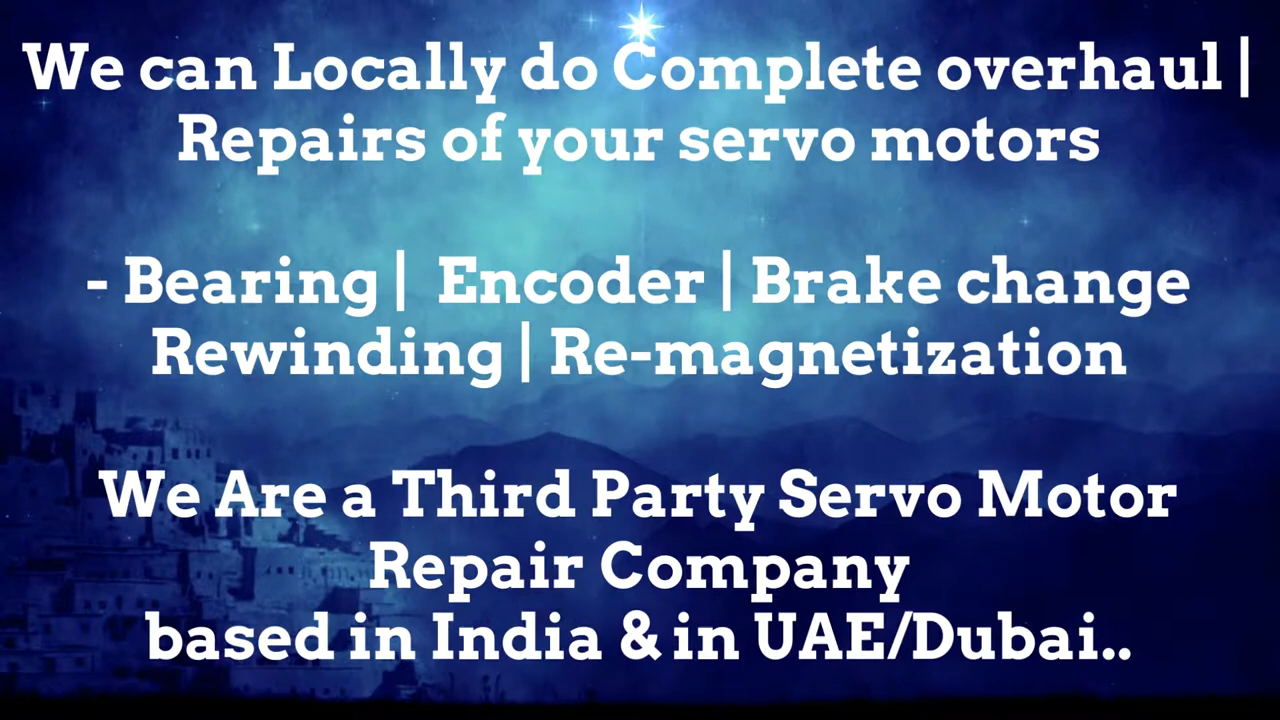 We can Locally do Complete overhaul |
Repairs of your servo motors
- Bearing | Encoder | Brake change
Rewinding | Re-magnetization
We Are a Third Party Servo Motor
Repair Company
based in India & in UAE/Dubai..